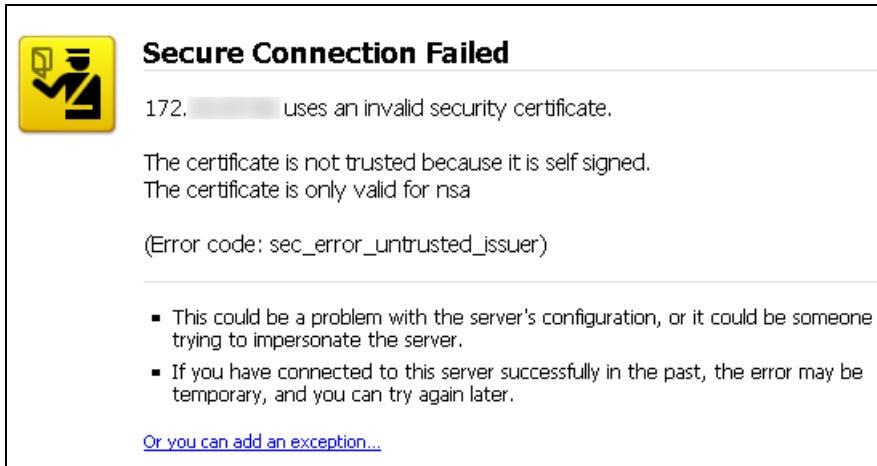 Secure Connection Failed
172. uses an invalid security certificate.
The certificate is not trusted because it is self signed.
The certificate is only valid for nsa
(Error code: sec_error_untrusted_issuer)
▪ This could be a problem with the server's configuration, or it could be someone
trying to impersonate the server.
▪ If you have connected to this server successfully in the past, the error may be
temporary, and you can try again later.
Or you can add an exception...